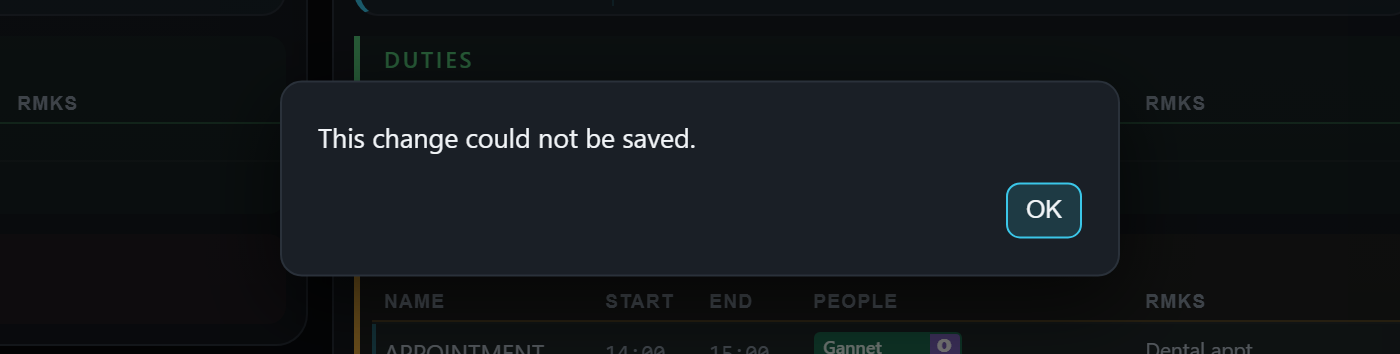 DUTIES
RMKS
RMKS
This change could not be saved.
OK
NAME START END PEOPLE RMKS
APPOINTMENT 14:00 15:00 Gannet Dental appt